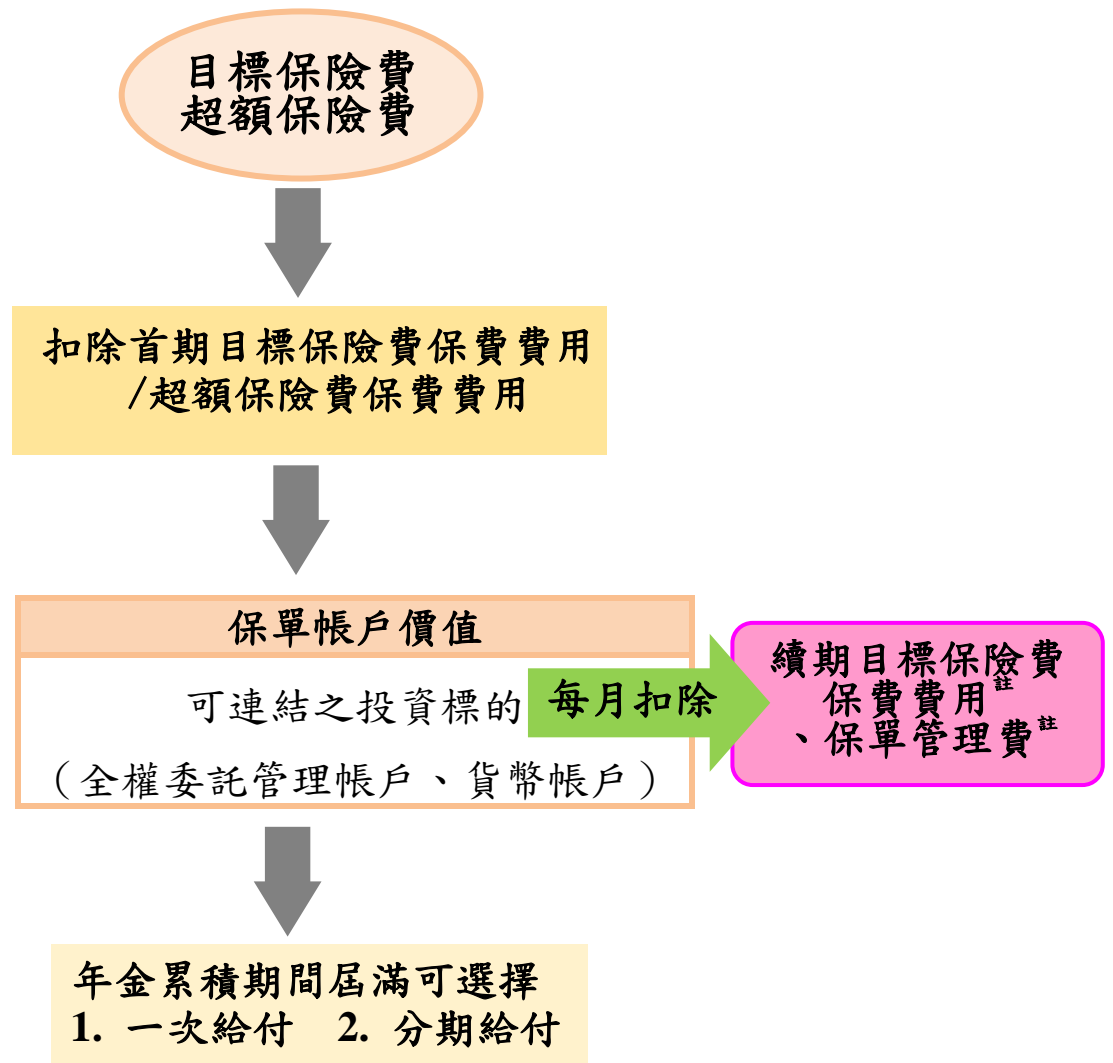 目標保險費
超額保險費
扣除首期目標保險費保費費用
/超額保險費保費費用
保單帳戶價值
可連結之投資標的
（全權委託管理帳戶、貨幣帳戶）
每月扣除
續期目標保險費
保費費用註
、保單管理費註
年金累積期間屆滿可選擇
1. 一次給付 2. 分期給付